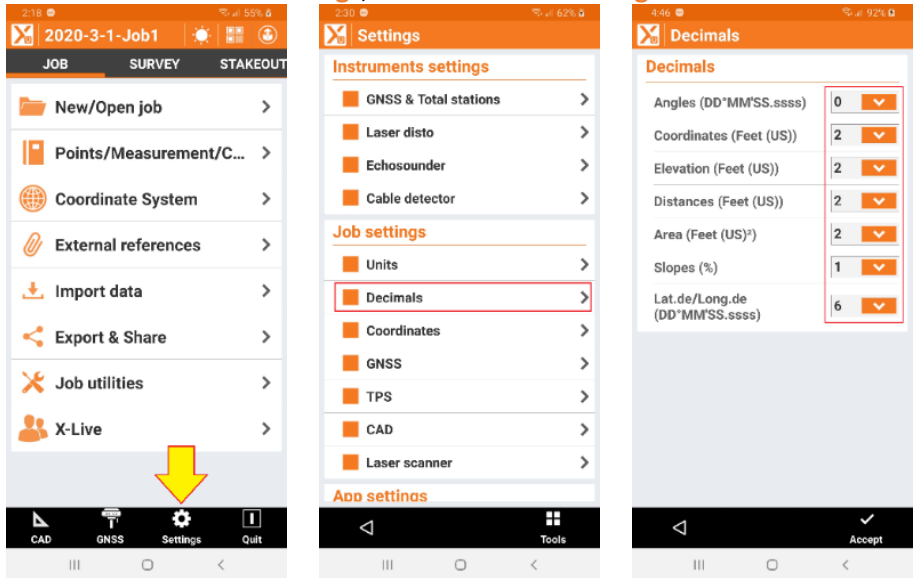 2:18 55%
2020-3-1-Job1
JOB SURVEY STAKEOUT
New/Open job
Points/Measurement/C...
Coordinate System
External references
Import data
Export & Share
Job utilities
X-Live
CAD GNSS Settings Quit
2:30 62%
Settings
Instruments settings
GNSS & Total stations
Laser disto
Echosounder
Cable detector
Job settings
Units
Decimals
Coordinates
GNSS
TPS
CAD
Laser scanner
App settings
Tools
4:46 92%
Decimals
Decimals
Angles (DD°MM'SS.ssss) 0
Coordinates (Feet (US)) 2
Elevation (Feet (US)) 2
Distances (Feet (US)) 2
Area (Feet (US)²) 2
Slopes (%) 1
Lat.de/Long.de
(DD°MM'SS.ssss) 6
Accept